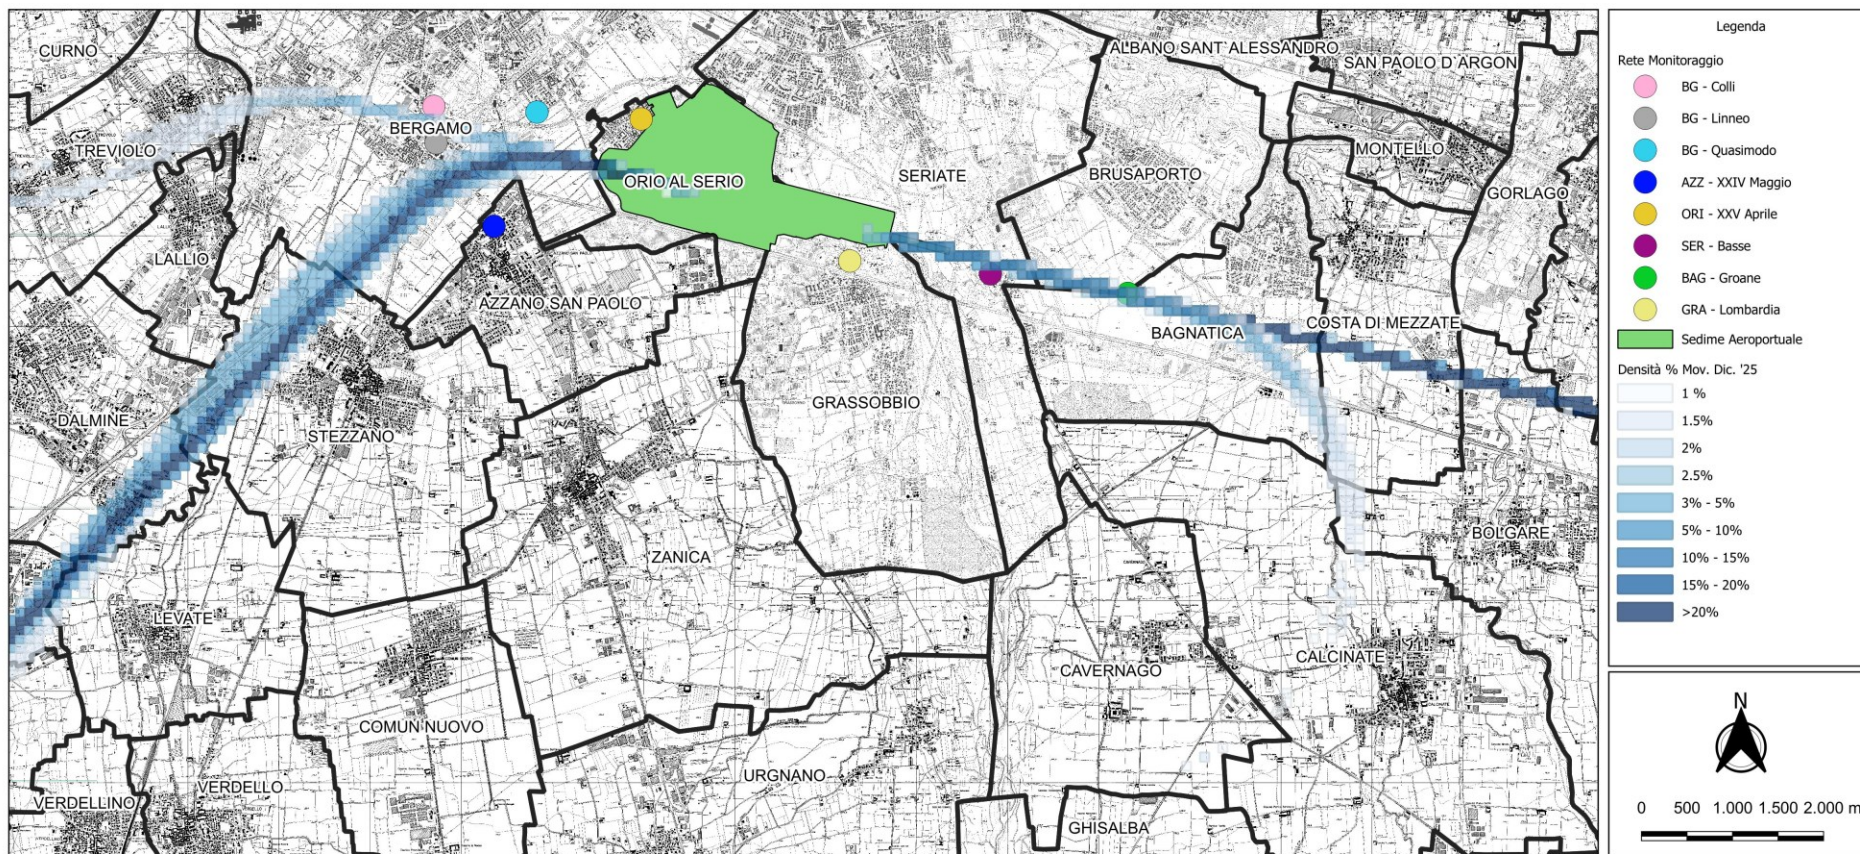 CURNO
ALBANO SANT`ALESSANDRO
SAN PAOLO D`ARGON
BERGAMO
TREVIOLO
MONTELLO
ORIO AL SERIO
SERIATE
BRUSAPORTO
GORLAGO
LALLIO
AZZANO SAN PAOLO
BAGNATICA
COSTA DI MEZZATE
DALMINE
STEZZANO
GRASSOBBIO
ZANICA
BOLGARE
LEVATE
CAVERNAGO
CALCINATE
COMUN NUOVO
VERDELLINO
VERDELLO
URGNANO
GHISALBA
Legenda
Rete Monitoraggio
BG - Colli
BG - Linneo
BG - Quasimodo
AZZ - XXIV Maggio
ORI - XXV Aprile
SER - Basse
BAG - Groane
GRA - Lombardia
Sedime Aeroportuale
Densità % Mov. Dic. '25
1 %
1.5%
2%
2.5%
3% - 5%
5% - 10%
10% - 15%
15% - 20%
>20%
N
0 500 1.000 1.500 2.000 m